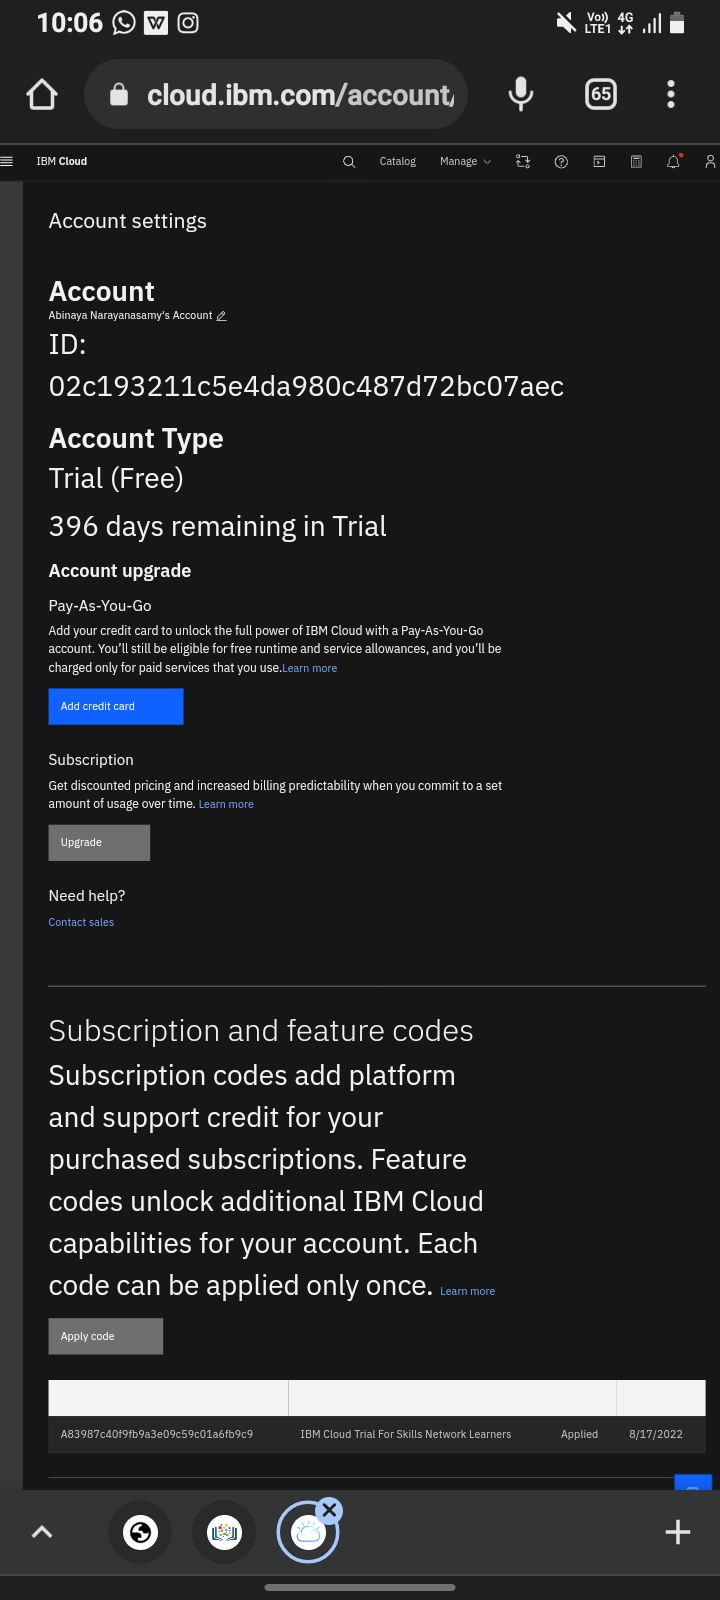 10:06
Vo)) 4G
LTE1
cloud.ibm.com/account/
65
IBM Cloud
Catalog
Manage
Account settings
Account
Abinaya Narayanasamy's Account
ID:
02c193211c5e4da980c487d72bc07aec
Account Type
Trial (Free)
396 days remaining in Trial
Account upgrade
Pay-As-You-Go
Add your credit card to unlock the full power of IBM Cloud with a Pay-As-You-Go
account. You’ll still be eligible for free runtime and service allowances, and you’ll be
charged only for paid services that you use.Learn more
Add credit card
Subscription
Get discounted pricing and increased billing predictability when you commit to a set
amount of usage over time. Learn more
Upgrade
Need help?
Contact sales
Subscription and feature codes
Subscription codes add platform
and support credit for your
purchased subscriptions. Feature
codes unlock additional IBM Cloud
capabilities for your account. Each
code can be applied only once. Learn more
Apply code
A83987c40f9fb9a3e09c59c01a6fb9c9 IBM Cloud Trial For Skills Network Learners Applied 8/17/2022